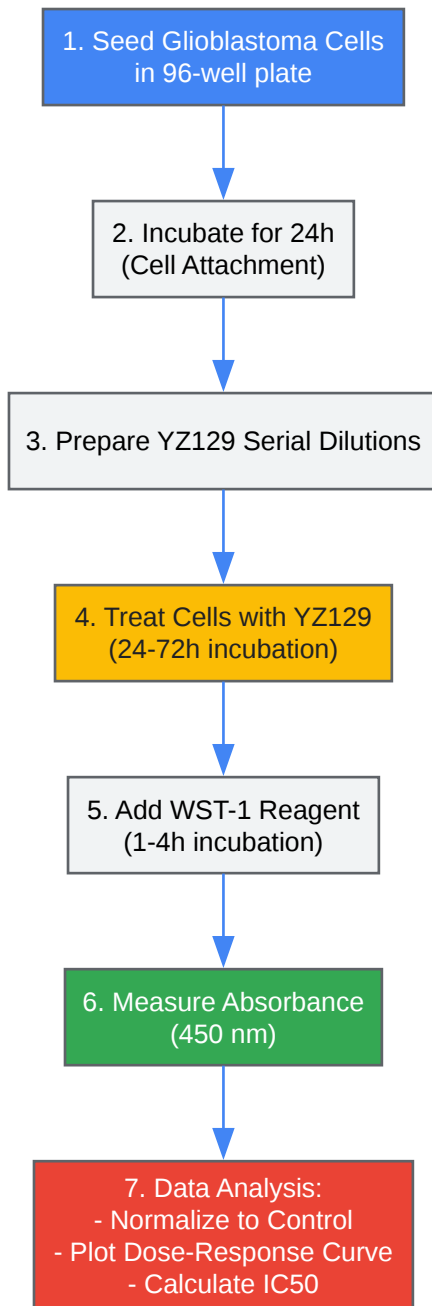 1. Seed Glioblastoma Cells
in 96-well plate
2. Incubate for 24h
(Cell Attachment)
3. Prepare YZ129 Serial Dilutions
4. Treat Cells with YZ129
(24-72h incubation)
5. Add WST-1 Reagent
(1-4h incubation)
6. Measure Absorbance
(450 nm)
7. Data Analysis:
- Normalize to Control
- Plot Dose-Response Curve
- Calculate IC50